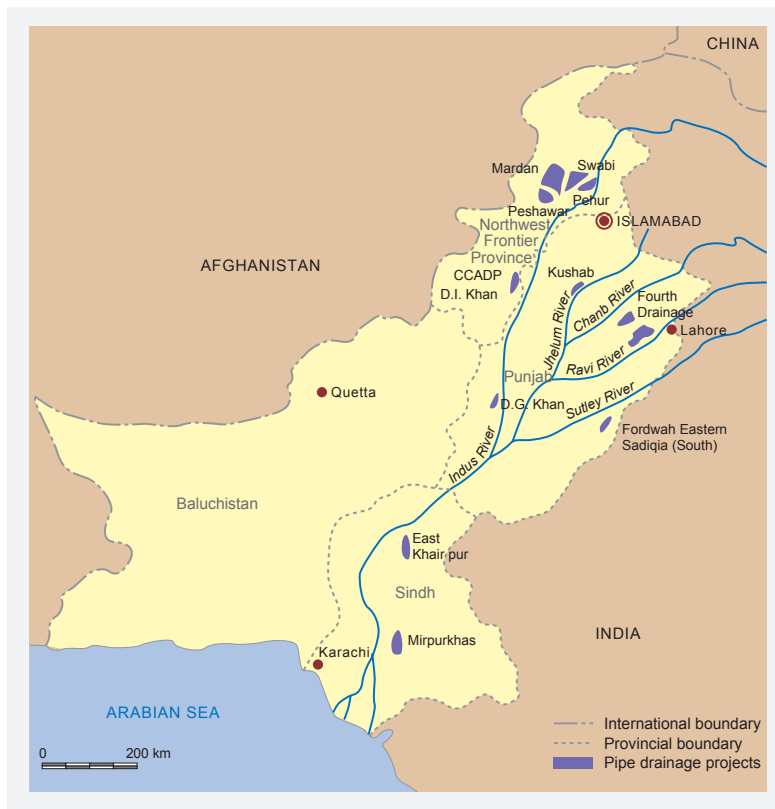 CHINA
Mardan
Swabi
Pehur
Peshawar
ISLAMABAD
Northwest
Frontier
Province
AFGHANISTAN
CCADP
D.I. Khan
Kushab
Jhelum River
Chanb River
Fourth
Drainage
Lahore
Ravi River
Punjab
Quetta
D.G. Khan
Sutley River
Fordwah Eastern
Sadiqia (South)
Indus River
Baluchistan
East
Khair pur
Sindh
INDIA
Mirpurkhas
Karachi
ARABIAN SEA
0 200 km
International boundary
Provincial boundary
Pipe drainage projects